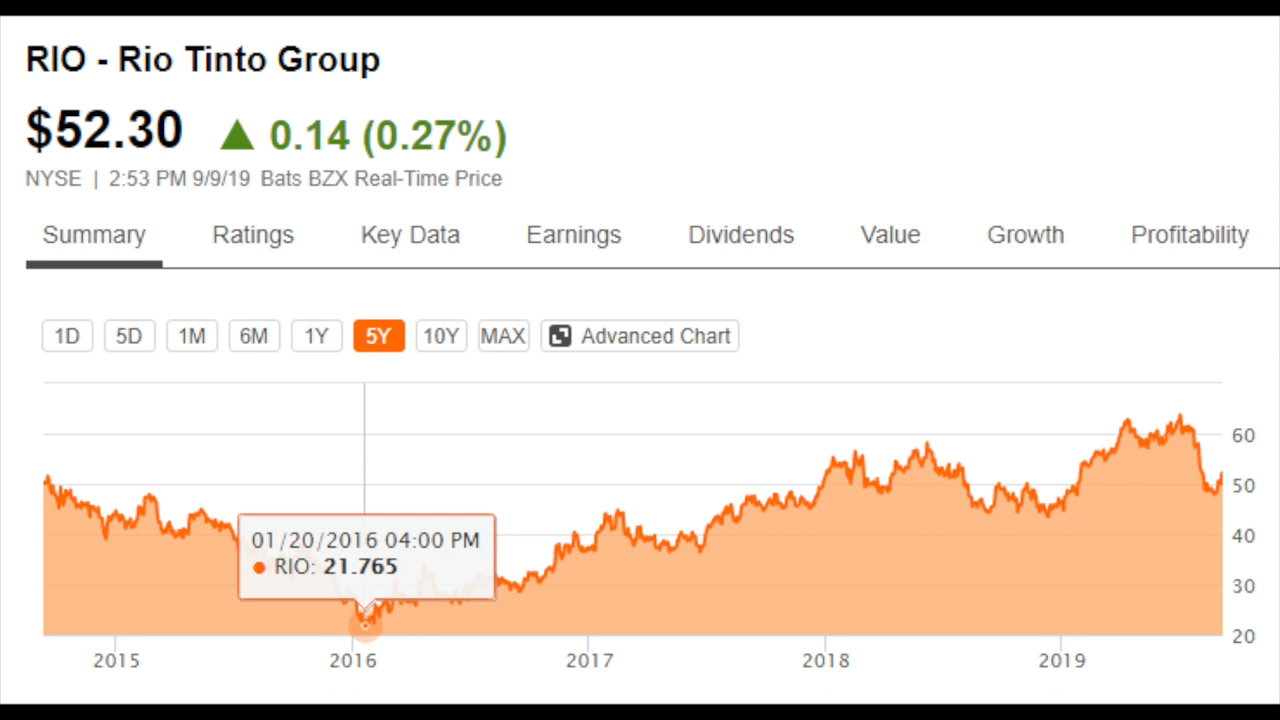 RIO - Rio Tinto Group
$52.30 ▲ 0.14 (0.27%)
NYSE | 2:53 PM 9/9/19 Bats BZX Real-Time Price
Summary Ratings Key Data Earnings Dividends Value Growth Profitability
1D 5D 1M 6M 1Y 5Y 10Y MAX Advanced Chart
60
50
01/20/2016 04:00 PM
40
RIO: 21.765
30
20
2015 2016 2017 2018 2019